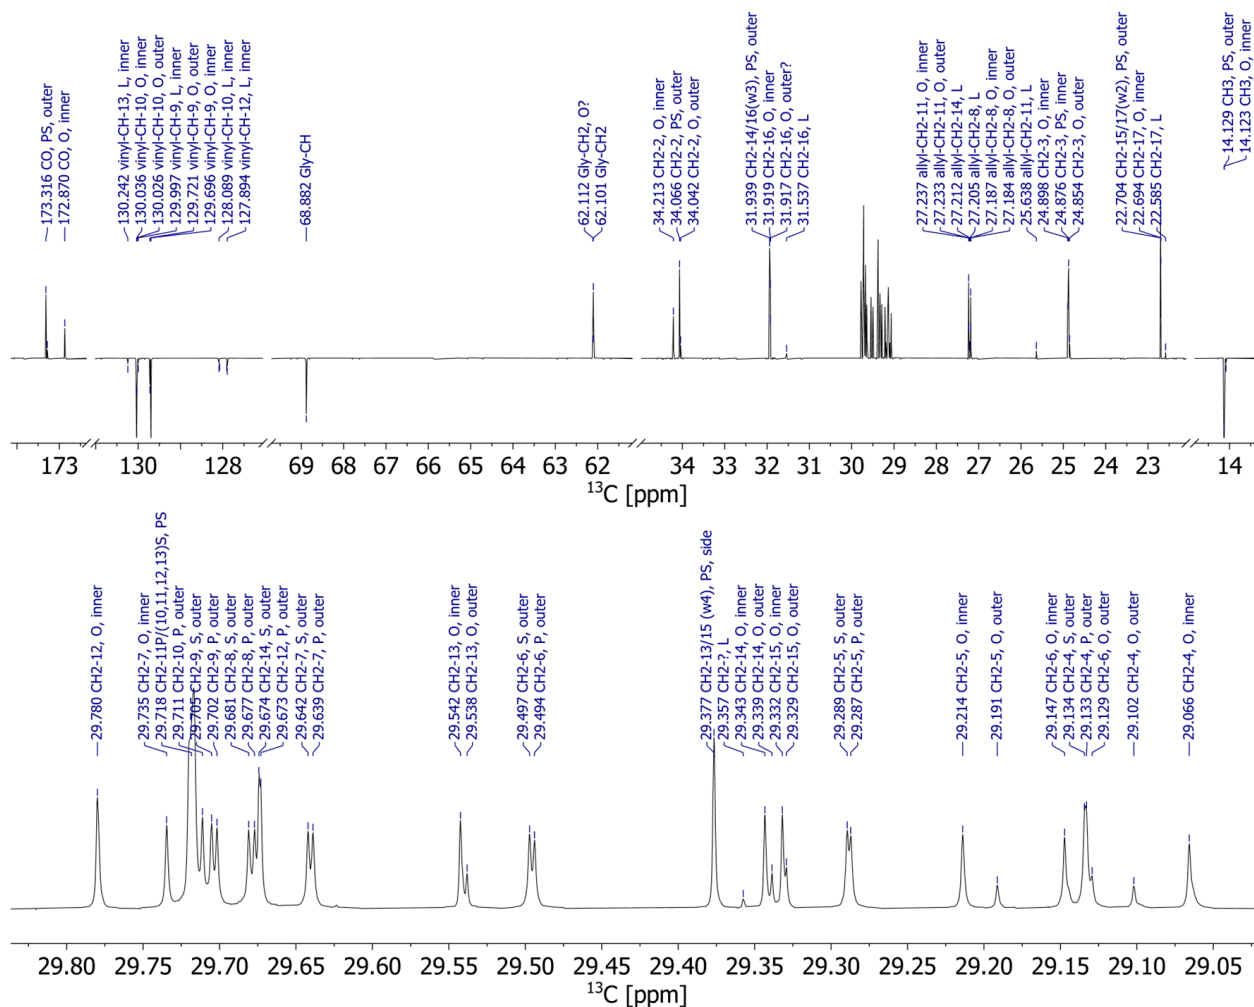 173.316 CO, PS, outer
172.870 CO, O, inner
130.242 vinyl-CH-13, L, inner
130.036 vinyl-CH-10, O, inner
130.026 vinyl-CH-10, O, outer
129.997 vinyl-CH-9, L, inner
129.721 vinyl-CH-9, O, outer
129.696 vinyl-CH-9, O, inner
128.089 vinyl-CH-10, L, inner
127.894 vinyl-CH-12, L, inner
68.882 Gly-CH
62.112 Gly-CH2, O?
62.101 Gly-CH2
34.213 CH2-2, O, inner
34.066 CH2-2, PS, outer
34.042 CH2-2, O, outer
31.939 CH2-14/16(w3), PS, outer
31.919 CH2-16, O, inner
31.917 CH2-16, O, outer?
31.537 CH2-16, L
27.237 allyl-CH2-11, O, inner
27.233 allyl-CH2-11, O, outer
27.212 allyl-CH2-14, L
27.205 allyl-CH2-8, L
27.187 allyl-CH2-8, O, inner
27.184 allyl-CH2-8, O, outer
25.638 allyl-CH2-11, L
24.898 CH2-3, O, inner
24.876 CH2-3, PS, inner
24.854 CH2-3, O, outer
22.704 CH2-15/17(w2), PS, outer
22.694 CH2-17, O, inner
22.585 CH2-17, L
14.129 CH3, PS, outer
14.123 CH3, O, inner
173 130 128 69 68 67 66 65 64 63 62 34 33 32 31 30 29 28 27 26 25 24 23 14
13C [ppm]
29.780 CH2-12, O, inner
29.735 CH2-7, O, inner
29.718 CH2-11P/(10,11,12,13)S, PS
29.711 CH2-10, P, outer
29.705 CH2-9, S, outer
29.702 CH2-9, P, outer
29.681 CH2-8, S, outer
29.677 CH2-8, P, outer
29.674 CH2-14, S, outer
29.673 CH2-12, P, outer
29.642 CH2-7, S, outer
29.639 CH2-7, P, outer
29.542 CH2-13, O, inner
29.538 CH2-13, O, outer
29.497 CH2-6, S, outer
29.494 CH2-6, P, outer
29.377 CH2-13/15 (w4), PS, side
29.357 CH2-?, L
29.343 CH2-14, O, inner
29.339 CH2-14, O, outer
29.332 CH2-15, O, inner
29.329 CH2-15, O, outer
29.289 CH2-5, S, outer
29.287 CH2-5, P, outer
29.214 CH2-5, O, inner
29.191 CH2-5, O, outer
29.147 CH2-6, O, inner
29.134 CH2-4, S, outer
29.133 CH2-4, P, outer
29.129 CH2-6, O, outer
29.102 CH2-4, O, outer
29.066 CH2-4, O, inner
29.80 29.75 29.70 29.65 29.60 29.55 29.50 29.45 29.40 29.35 29.30 29.25 29.20 29.15 29.10 29.05
13C [ppm]